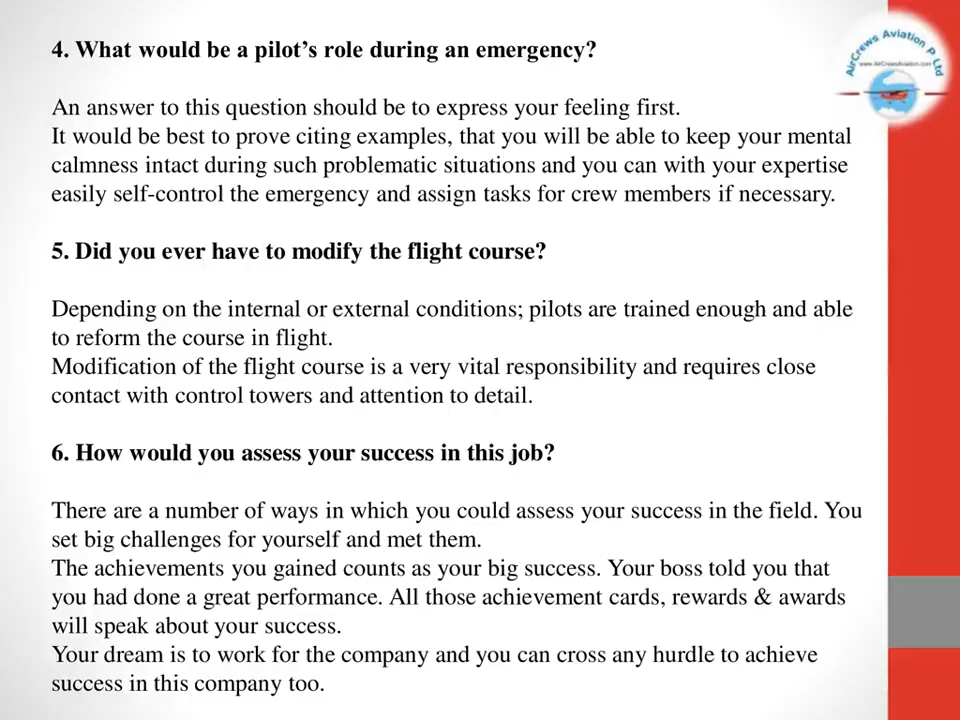 AirCrews Aviation P Ltd
www.AirCrewsAviation.com
4. What would be a pilot’s role during an emergency?
An answer to this question should be to express your feeling first.
It would be best to prove citing examples, that you will be able to keep your mental
calmness intact during such problematic situations and you can with your expertise
easily self-control the emergency and assign tasks for crew members if necessary.
5. Did you ever have to modify the flight course?
Depending on the internal or external conditions; pilots are trained enough and able
to reform the course in flight.
Modification of the flight course is a very vital responsibility and requires close
contact with control towers and attention to detail.
6. How would you assess your success in this job?
There are a number of ways in which you could assess your success in the field. You
set big challenges for yourself and met them.
The achievements you gained counts as your big success. Your boss told you that
you had done a great performance. All those achievement cards, rewards & awards
will speak about your success.
Your dream is to work for the company and you can cross any hurdle to achieve
success in this company too.